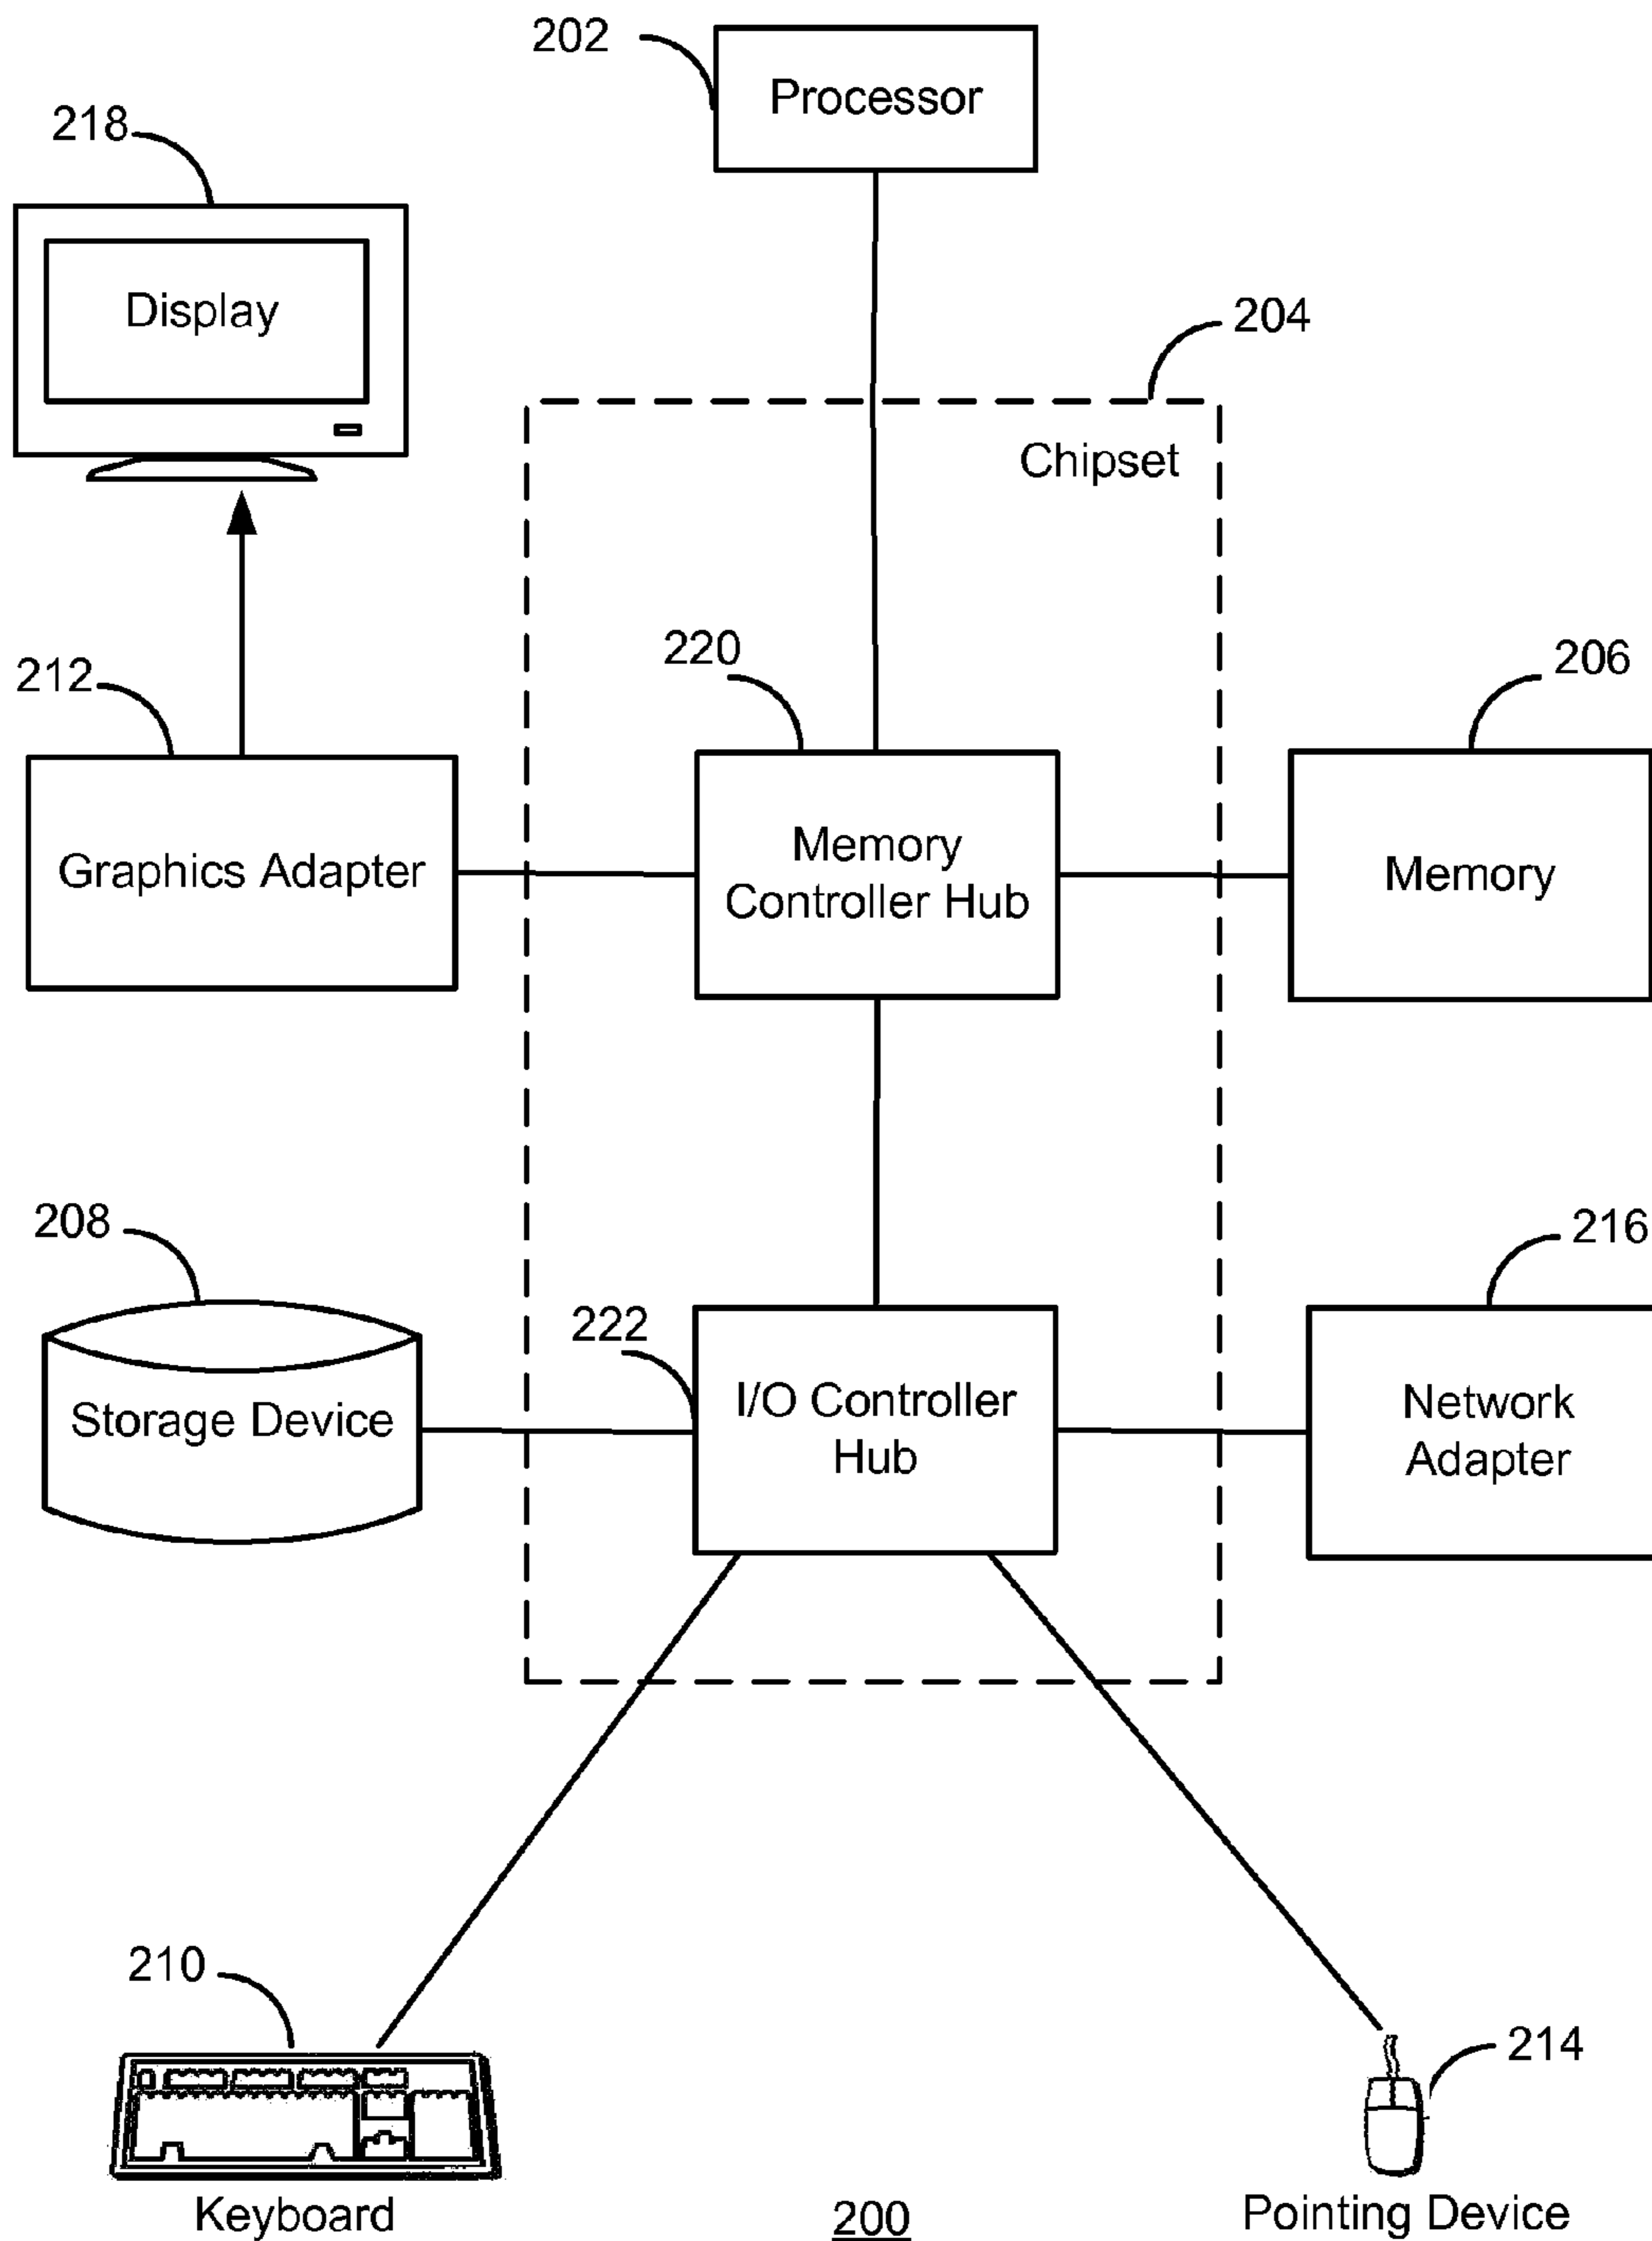 202
Processor
218
Display
204
Chipset
220
206
212
Memory
Controller Hub
Graphics Adapter
Memory
208
216
222
I/O Controller
Hub
Storage Device
Network
Adapter
210
214
Keyboard
200
Pointing Device